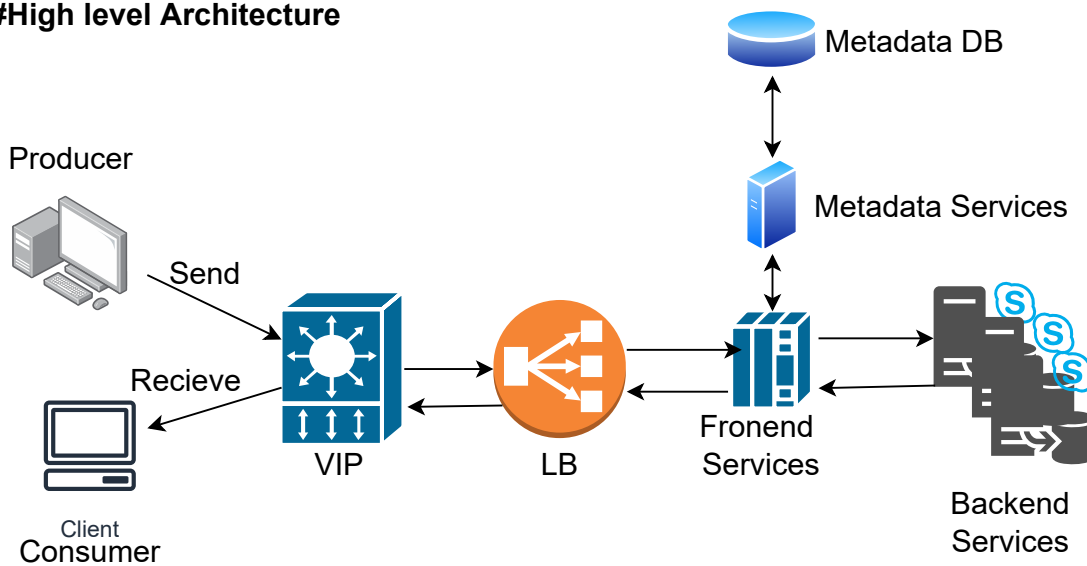 #High level Architecture
Metadata DB
Producer
Metadata Services
Send
Recieve
VIP
LB
Fronend
Services
Client
Consumer
Backend
Services
S
S
S